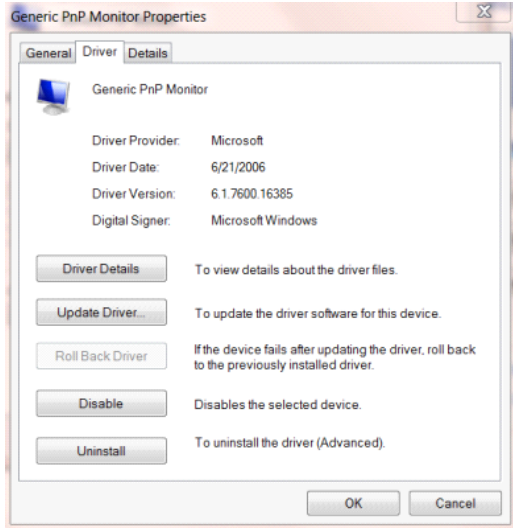 Generic PnP Monitor Properties
General Driver Details
Generic PnP Monitor
Driver Provider: Microsoft
Driver Date: 6/21/2006
Driver Version: 6.1.7600.16385
Digital Signer: Microsoft Windows
Driver Details To view details about the driver files.
Update Driver... To update the driver software for this device.
Roll Back Driver If the device fails after updating the driver, roll back
to the previously installed driver.
Disable Disables the selected device.
Uninstall To uninstall the driver (Advanced).
OK Cancel